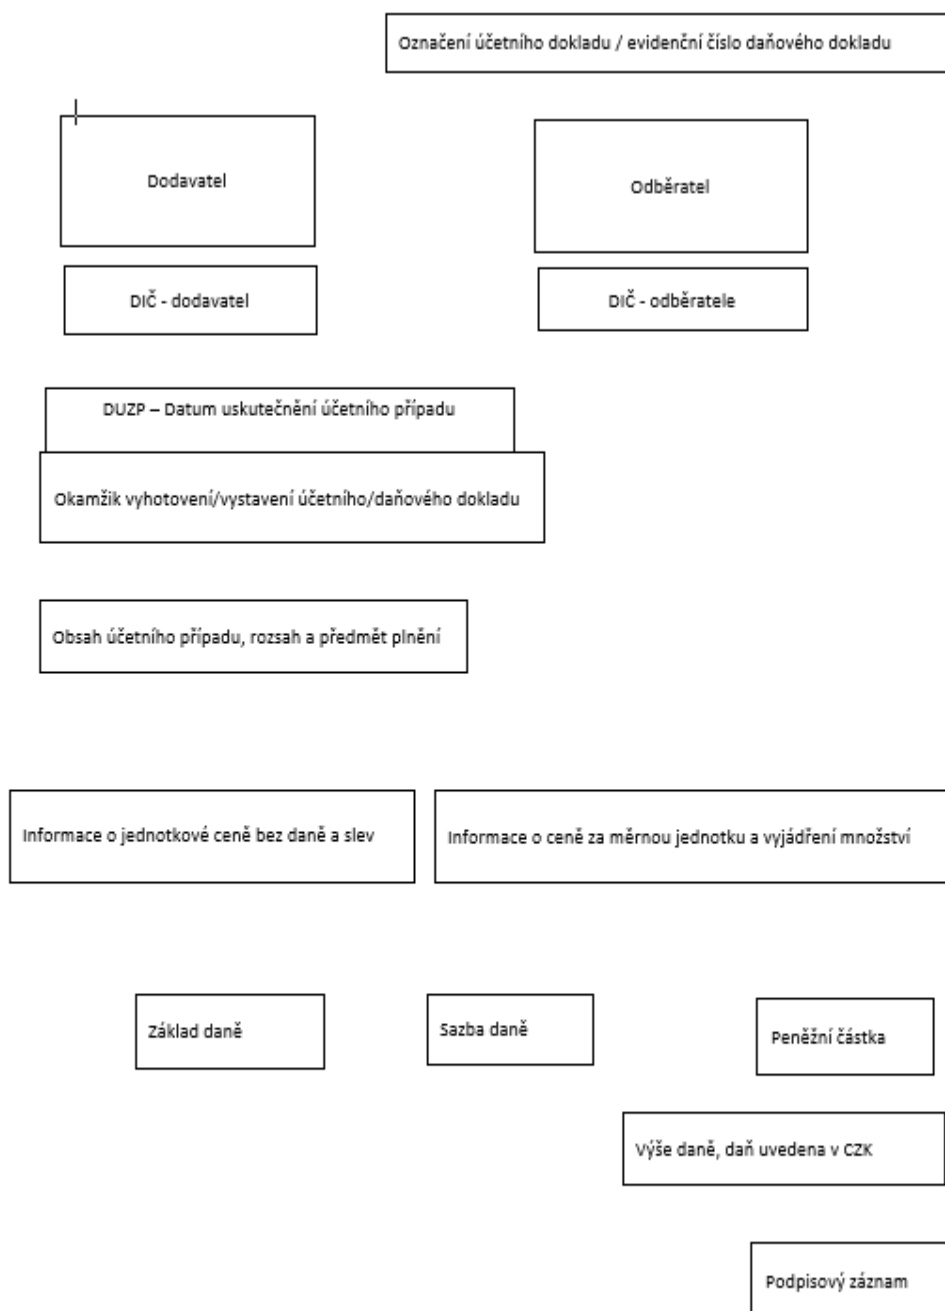 Označení účetního dokladu / evidenční číslo daňového dokladu
Dodavatel
Odběratel
DIČ - dodavatel
DIČ - odběratele
DUZP – Datum uskutečnění účetního případu
Okamžik vyhotovení/vystavení účetního/daňového dokladu
Obsah účetního případu, rozsah a předmět plnění
Informace o jednotkové ceně bez daně a slev
Informace o ceně za měrnou jednotku a vyjádření množství
Základ daně
Sazba daně
Peněžní částka
Výše daně, daň uvedena v CZK
Podpisový záznam